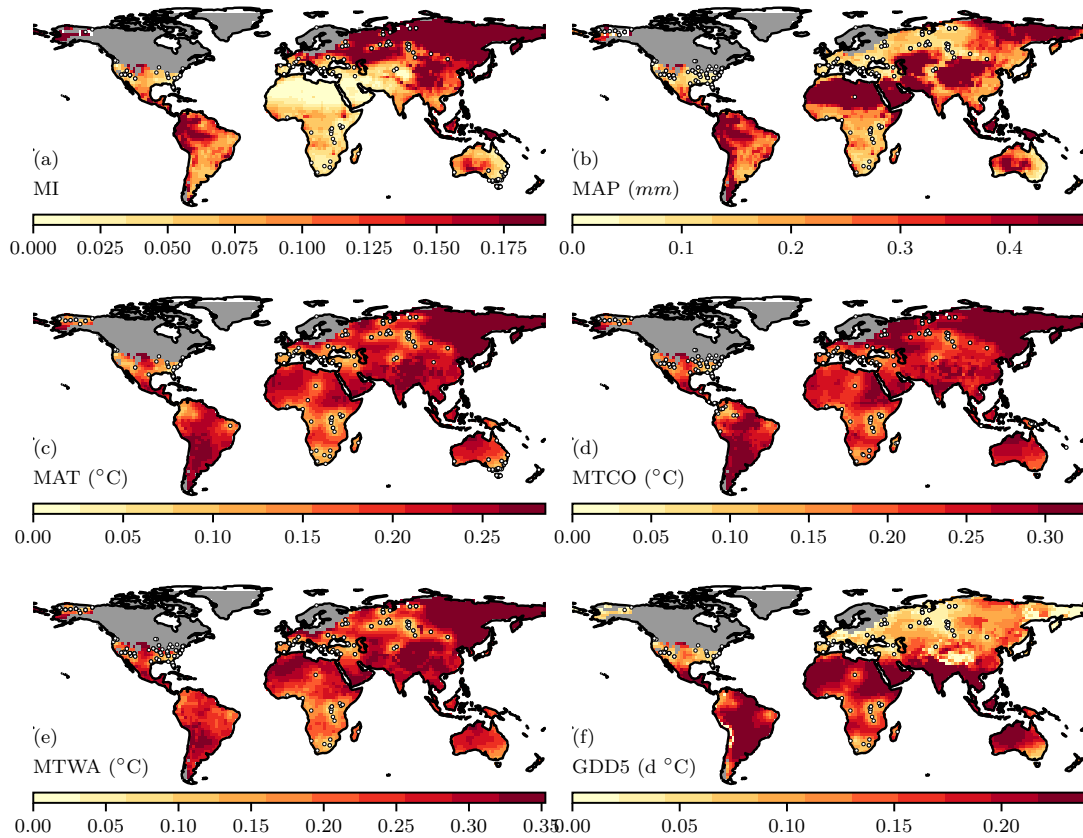 (a)
MI
0.000 0.025 0.050 0.075 0.100 0.125 0.150 0.175
(b)
MAP (mm)
0.0 0.1 0.2 0.3 0.4
(c)
MAT (°C)
0.00 0.05 0.10 0.15 0.20 0.25
(d)
MTCO (°C)
0.00 0.05 0.10 0.15 0.20 0.25 0.30
(e)
MTWA (°C)
0.00 0.05 0.10 0.15 0.20 0.25 0.30 0.35
(f)
GDD5 (d °C)
0.00 0.05 0.10 0.15 0.20